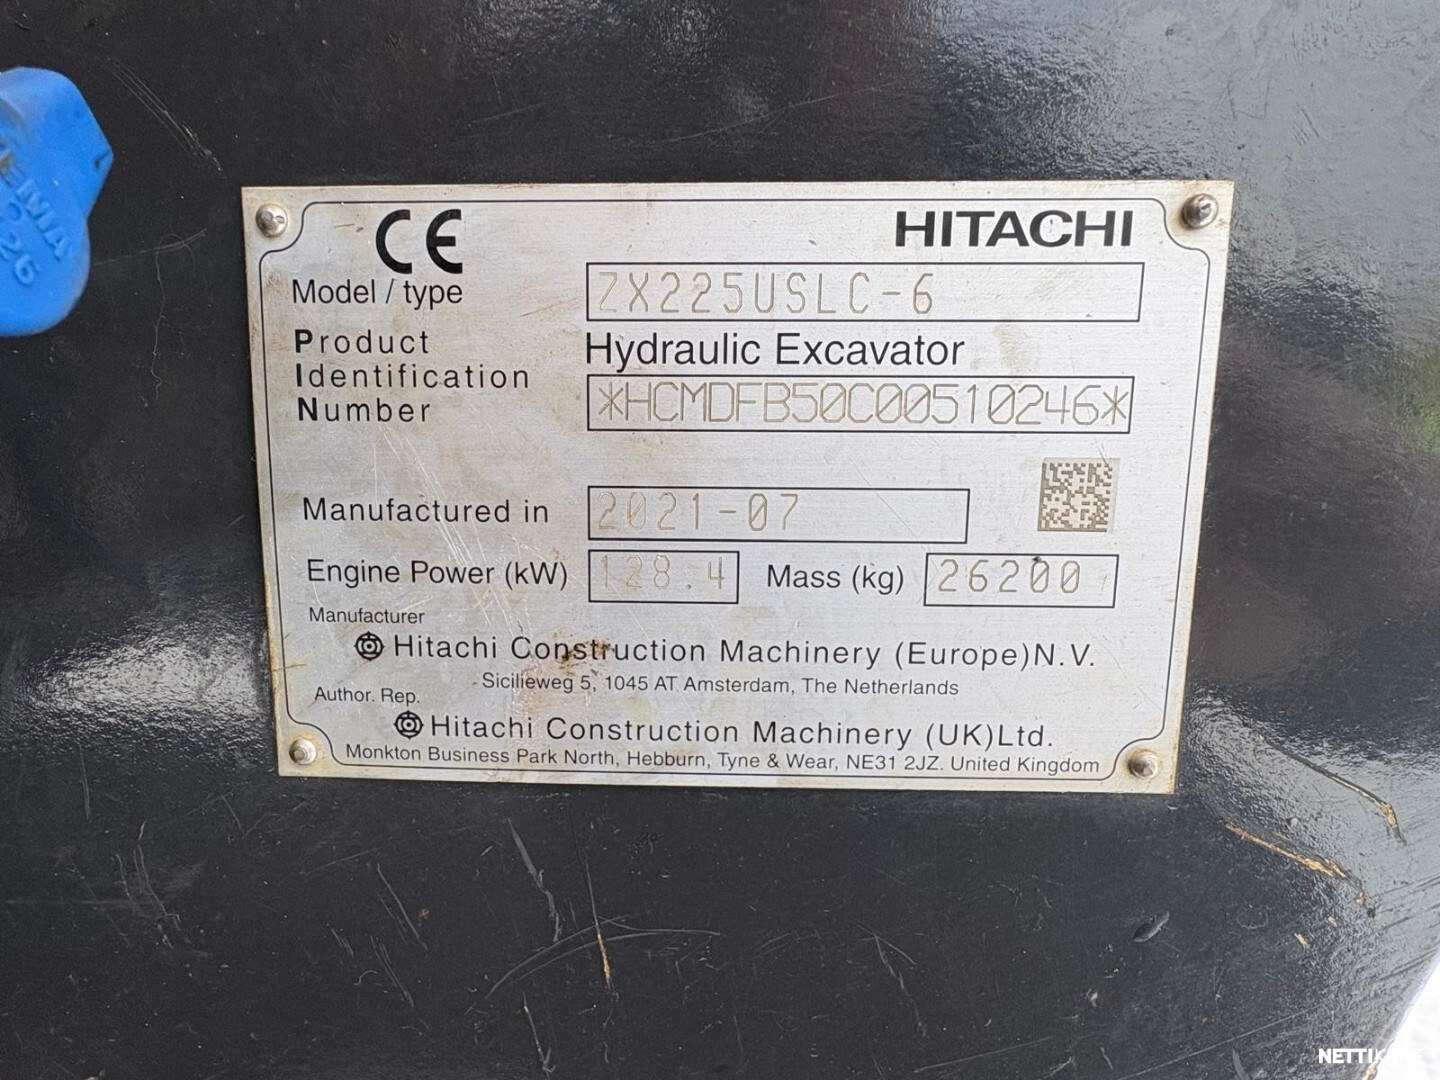 CE
HITACHI
Model / type ZX225USLC-6
Product Hydraulic Excavator
Identification
Number *HCMDFB50C00510246*
Manufactured in 2021-07
Engine Power (kW) 128.4 Mass (kg) 26200
Manufacturer
Hitachi Construction Machinery (Europe)N.V.
Sicilieweg 5, 1045 AT Amsterdam, The Netherlands
Author. Rep.
Hitachi Construction Machinery (UK)Ltd.
Monkton Business Park North, Hebburn, Tyne & Wear, NE31 2JZ. United Kingdom
26